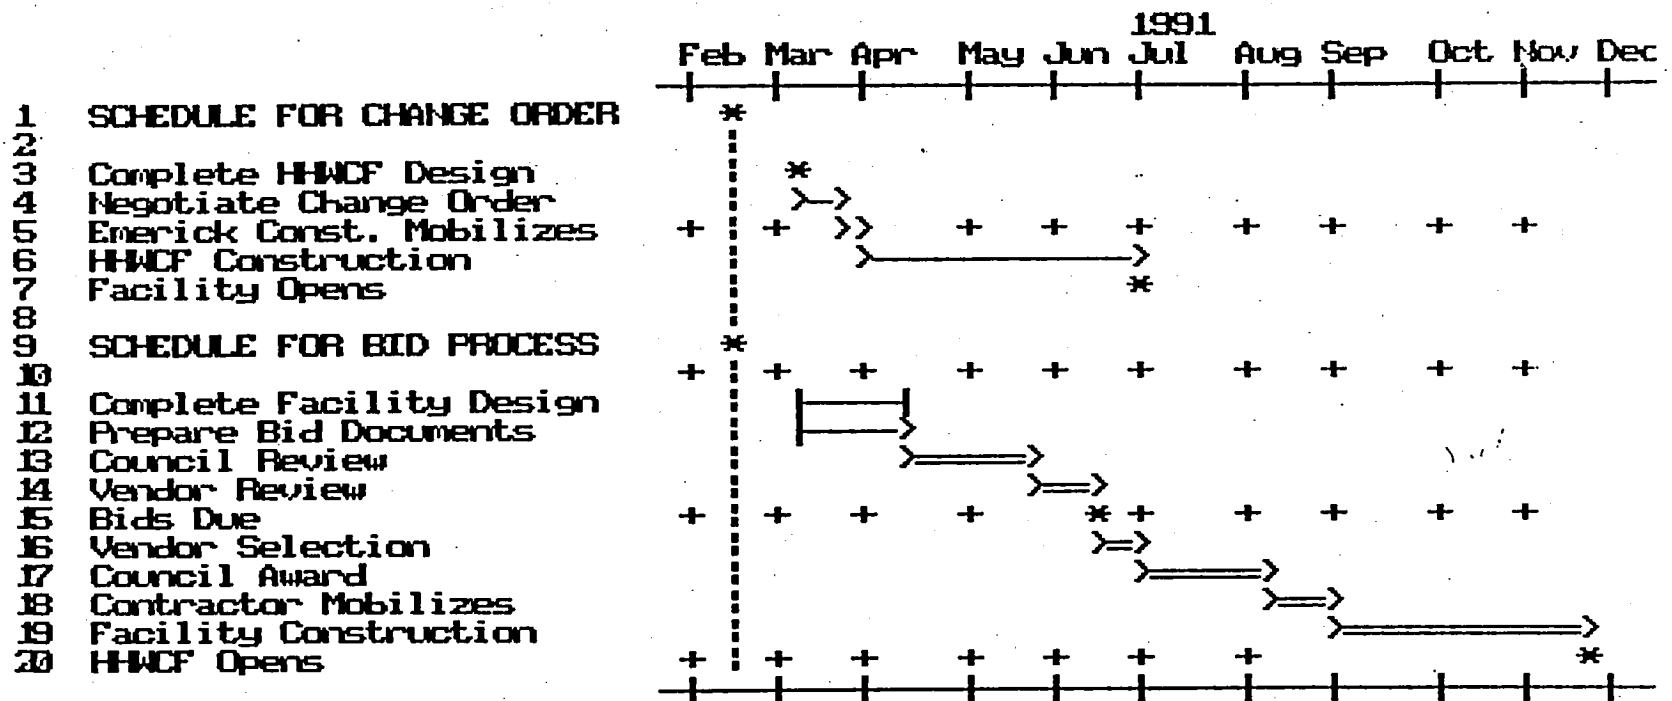 1991
Feb Mar Apr May Jun Jul Aug Sep Oct Nov Dec
1 SCHEDULE FOR CHANGE ORDER
2
3 Complete HHWCF Design
4 Negotiate Change Order
5 Emerick Const. Mobilizes
6 HHWCF Construction
7 Facility Opens
8
9 SCHEDULE FOR BID PROCESS
10
11 Complete Facility Design
12 Prepare Bid Documents
13 Council Review
14 Vendor Review
15 Bids Due
16 Vendor Selection
17 Council Award
18 Contractor Mobilizes
19 Facility Construction
20 HHWCF Opens